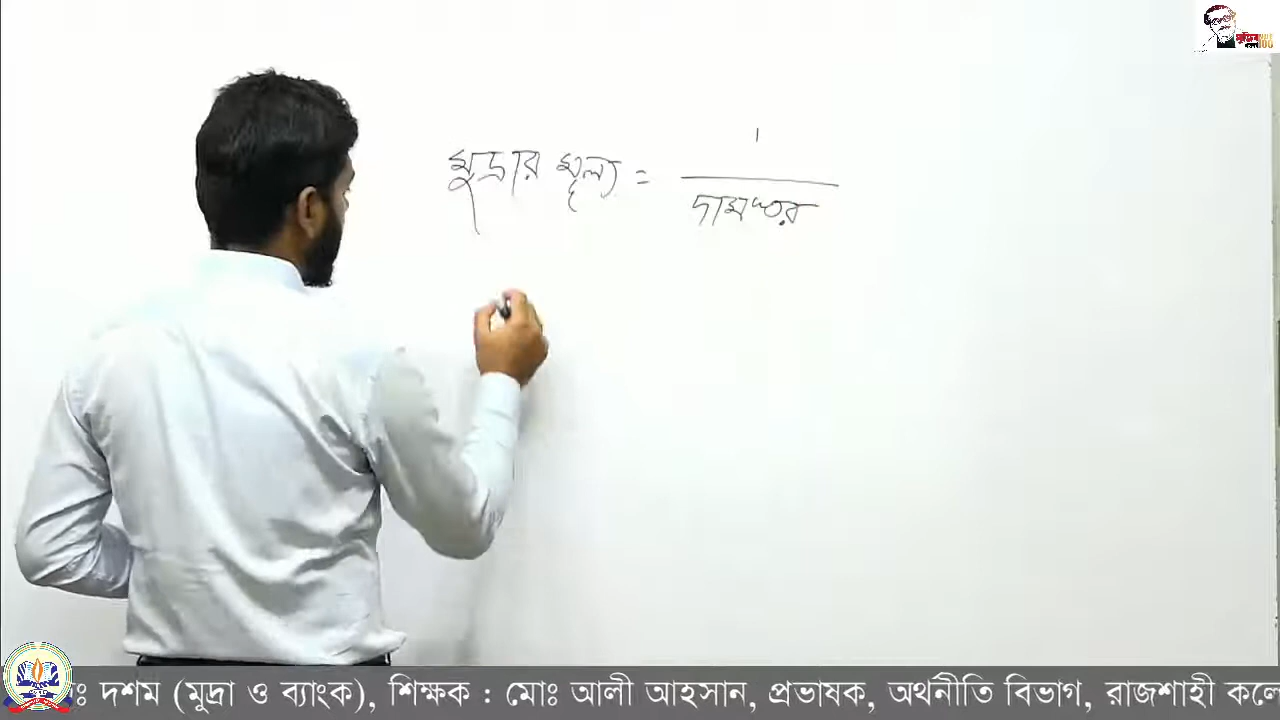 মুদ্রার মূল্য = 1 / দামস্তর
ঃ দশম (মুদ্রা ও ব্যাংক), শিক্ষক : মোঃ আলী আহসান, প্রভাষক, অর্থনীতি বিভাগ, রাজশাহী কলে